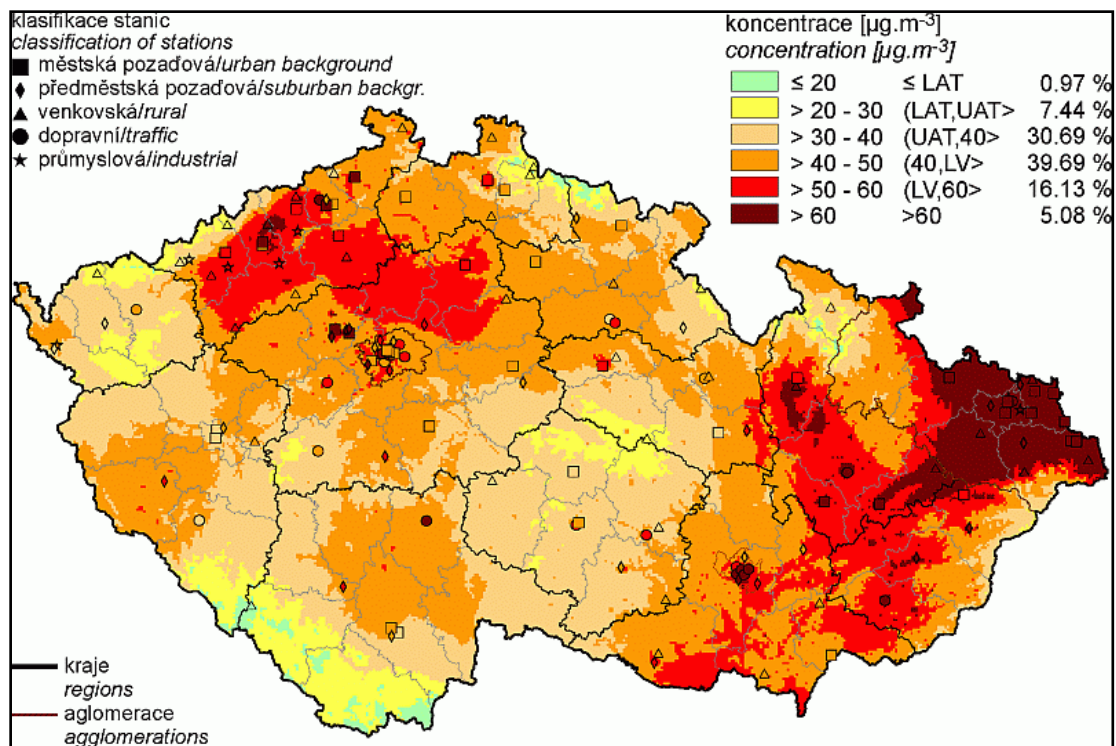 klasifikace stanic
classification of stations
městská pozaďová/urban background
předměstská pozaďová/suburban backgr.
venkovská/rural
dopravní/traffic
průmyslová/industrial
koncentrace [µg.m-³]
concentration [µg.m-³]
≤ 20 ≤ LAT 0.97 %
> 20 - 30 (LAT,UAT> 7.44 %
> 30 - 40 (UAT,40> 30.69 %
> 40 - 50 (40,LV> 39.69 %
> 50 - 60 (LV,60> 16.13 %
> 60 >60 5.08 %
kraje
regions
aglomerace
agglomerations